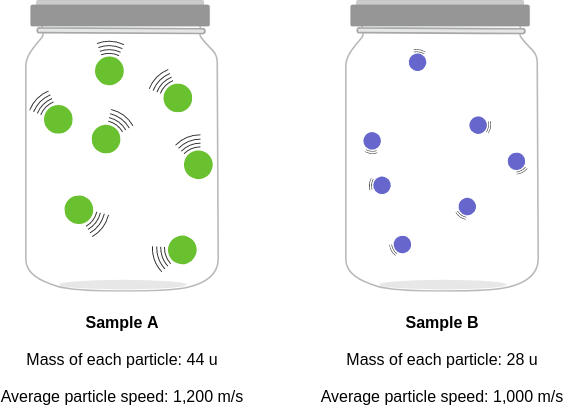 Sample A
Sample B
Mass of each particle: 44 u
Mass of each particle: 28 u
Average particle speed: 1,200 m/s
Average particle speed: 1,000 m/s